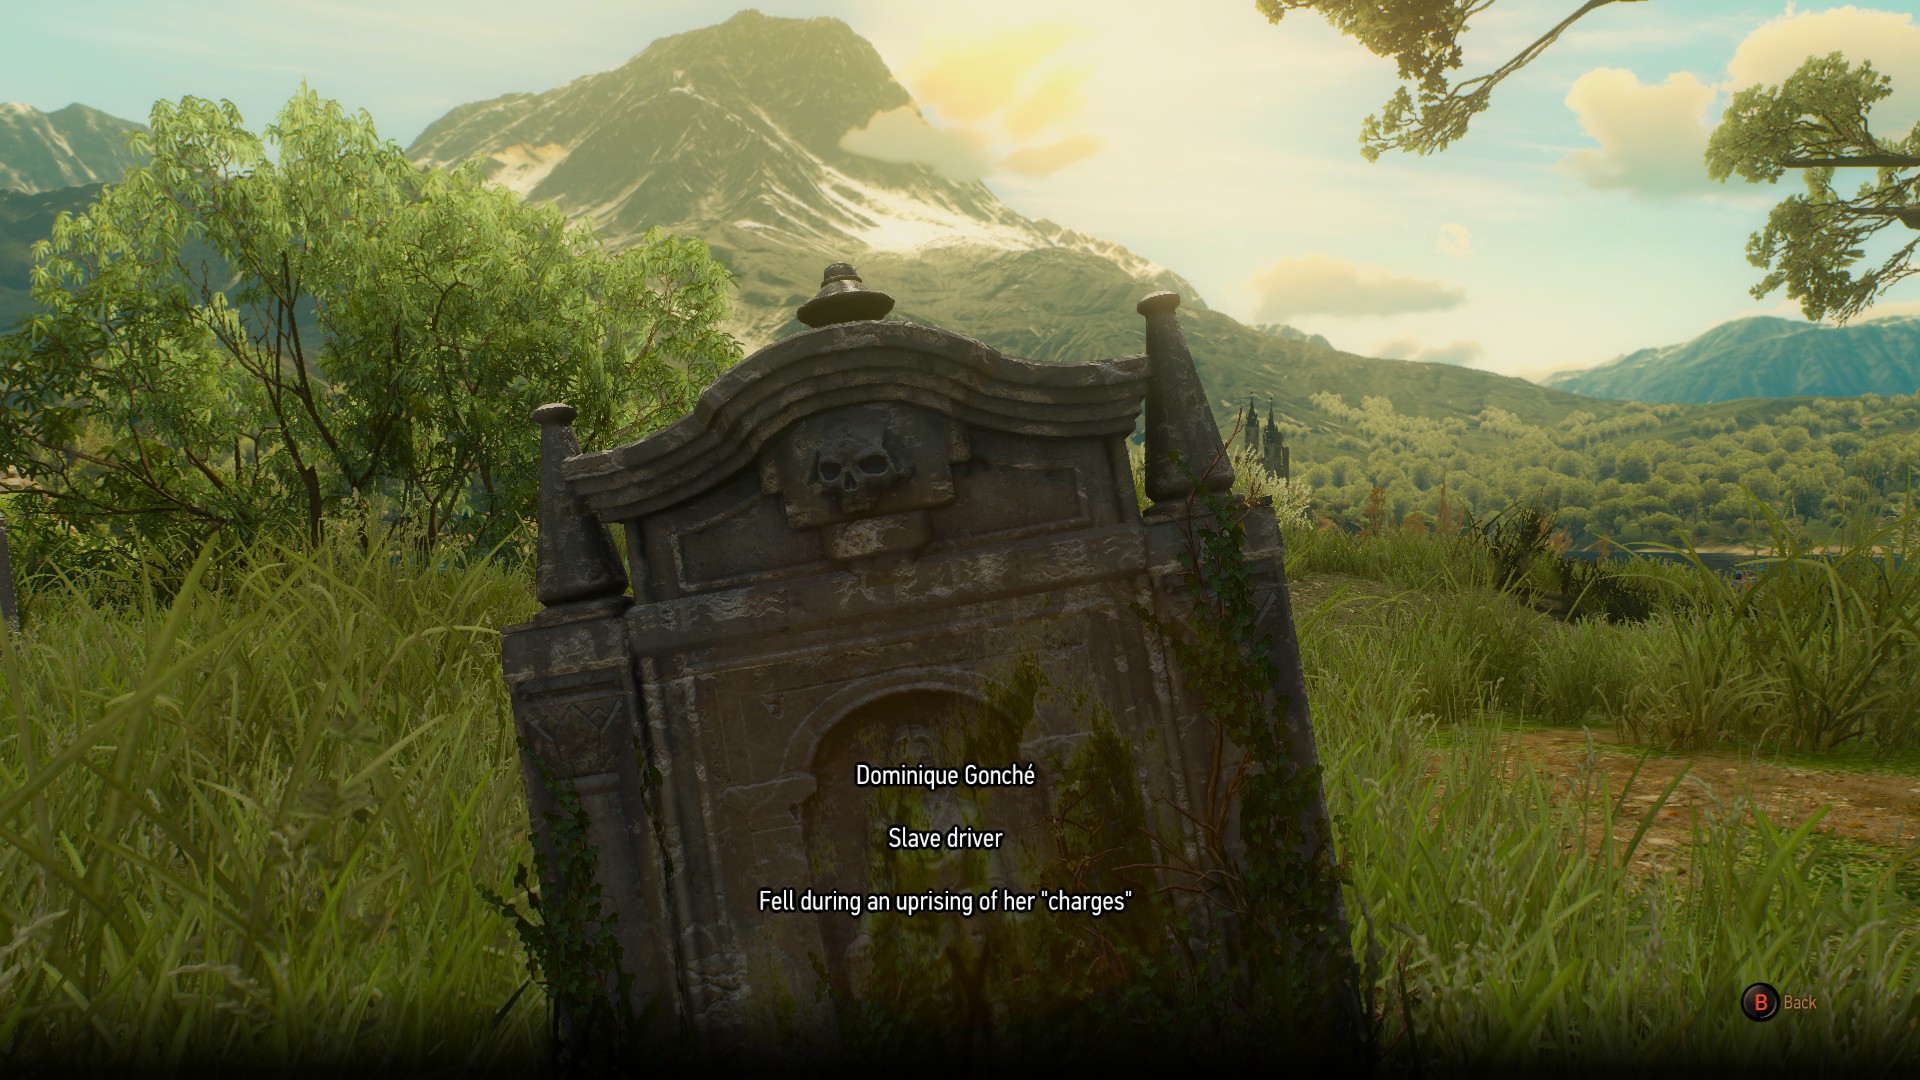 Dominique Gonché
Slave driver
Fell during an uprising of her "charges"
B Back